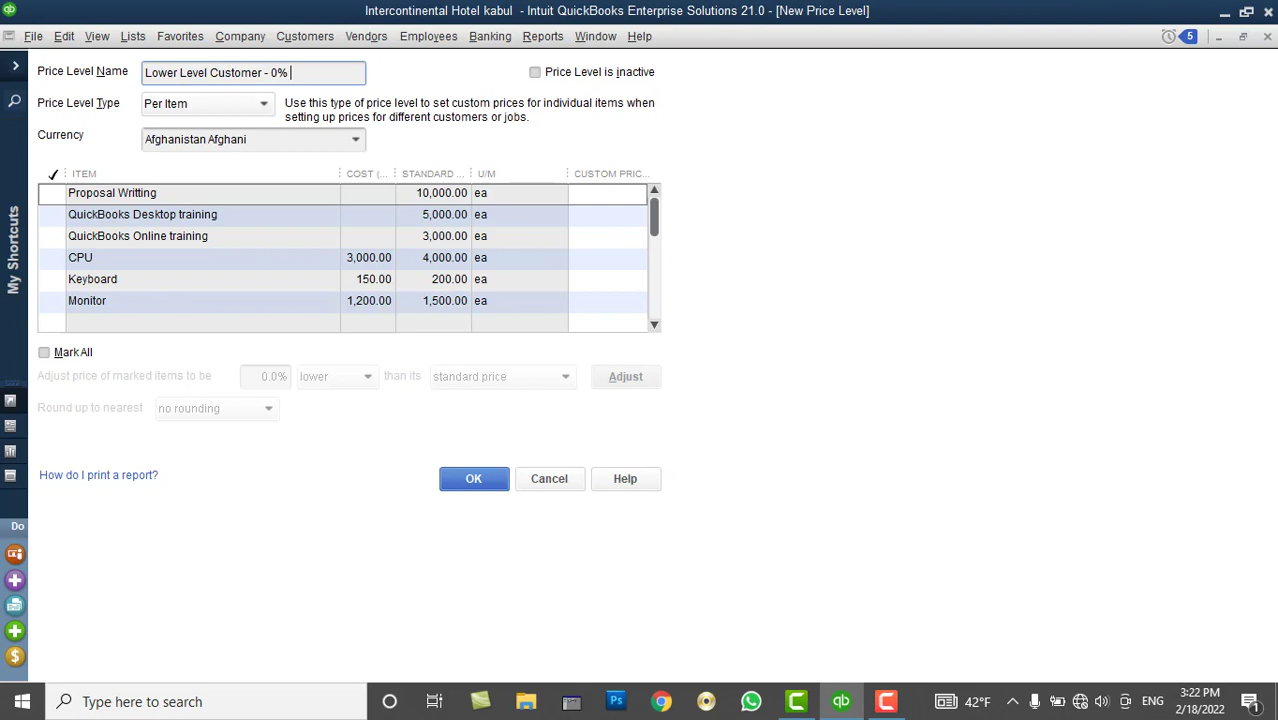 Intercontinental Hotel kabul - Intuit QuickBooks Enterprise Solutions 21.0 - [New Price Level]
File Edit View Lists Favorites Company Customers Vendors Employees Banking Reports Window Help
5
Price Level Name Lower Level Customer - 0% Price Level is inactive
Price Level Type Per Item Use this type of price level to set custom prices for individual items when
setting up prices for different customers or jobs.
Currency Afghanistan Afghani
ITEM COST (... STANDARD ... U/M CUSTOM PRIC...
Proposal Writting 10,000.00 ea
QuickBooks Desktop training 5,000.00 ea
QuickBooks Online training 3,000.00 ea
CPU 3,000.00 4,000.00 ea
Keyboard 150.00 200.00 ea
Monitor 1,200.00 1,500.00 ea
Mark All
Adjust price of marked items to be 0.0% lower than its standard price Adjust
Round up to nearest no rounding
How do I print a report? OK Cancel Help
My Shortcuts
Do
Type here to search 42°F ENG 3:22 PM
2/18/2022 1